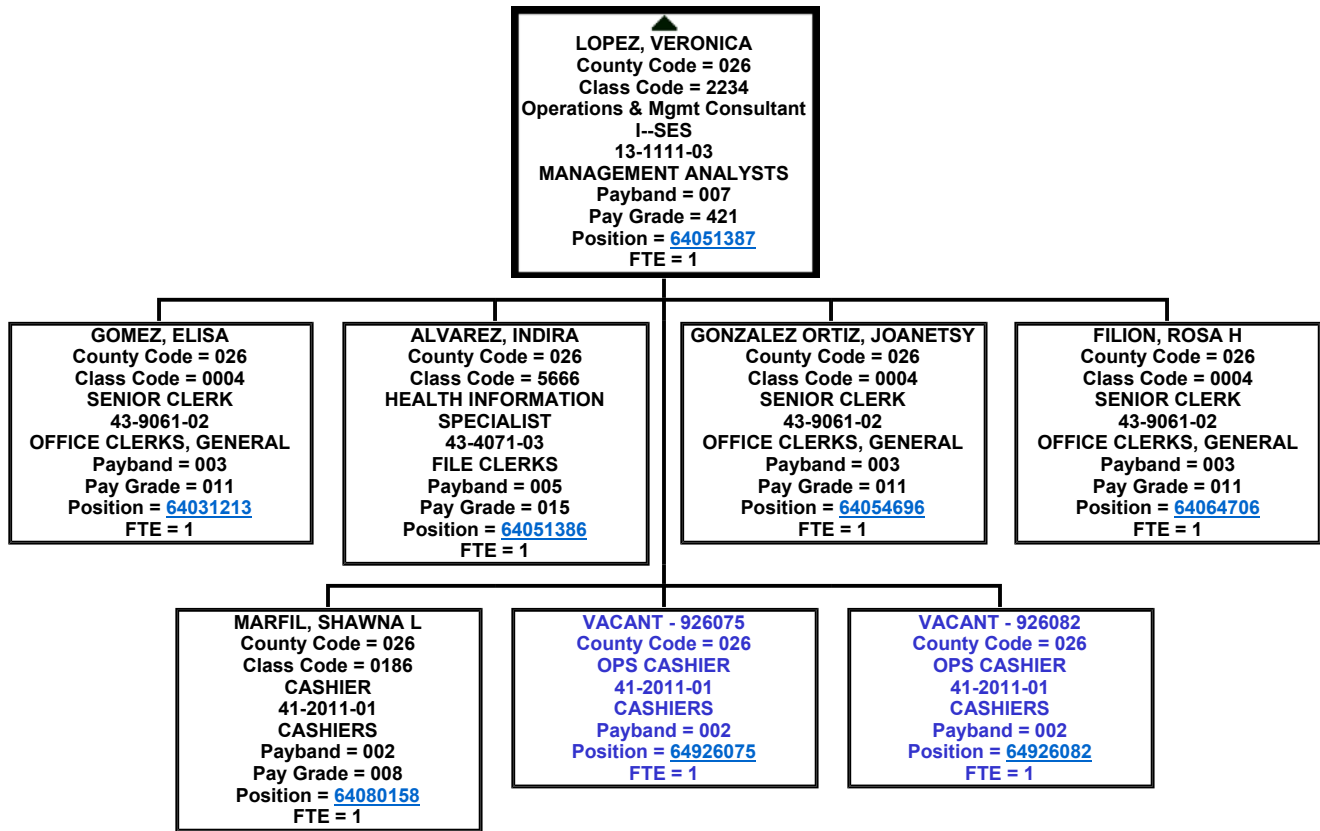 LOPEZ, VERONICA
County Code = 026
Class Code = 2234
Operations & Mgmt Consultant
I--SES
13-1111-03
MANAGEMENT ANALYSTS
Payband = 007
Pay Grade = 421
Position = 64051387
FTE = 1
GOMEZ, ELISA
County Code = 026
Class Code = 0004
SENIOR CLERK
43-9061-02
OFFICE CLERKS, GENERAL
Payband = 003
Pay Grade = 011
Position = 64031213
FTE = 1
ALVAREZ, INDIRA
County Code = 026
Class Code = 5666
HEALTH INFORMATION
SPECIALIST
43-4071-03
FILE CLERKS
Payband = 005
Pay Grade = 015
Position = 64051386
FTE = 1
GONZALEZ ORTIZ, JOANETSY
County Code = 026
Class Code = 0004
SENIOR CLERK
43-9061-02
OFFICE CLERKS, GENERAL
Payband = 003
Pay Grade = 011
Position = 64054696
FTE = 1
FILION, ROSA H
County Code = 026
Class Code = 0004
SENIOR CLERK
43-9061-02
OFFICE CLERKS, GENERAL
Payband = 003
Pay Grade = 011
Position = 64064706
FTE = 1
MARFIL, SHAWNA L
County Code = 026
Class Code = 0186
CASHIER
41-2011-01
CASHIERS
Payband = 002
Pay Grade = 008
Position = 64080158
FTE = 1
VACANT - 926075
County Code = 026
OPS CASHIER
41-2011-01
CASHIERS
Payband = 002
Position = 64926075
FTE = 1
VACANT - 926082
County Code = 026
OPS CASHIER
41-2011-01
CASHIERS
Payband = 002
Position = 64926082
FTE = 1